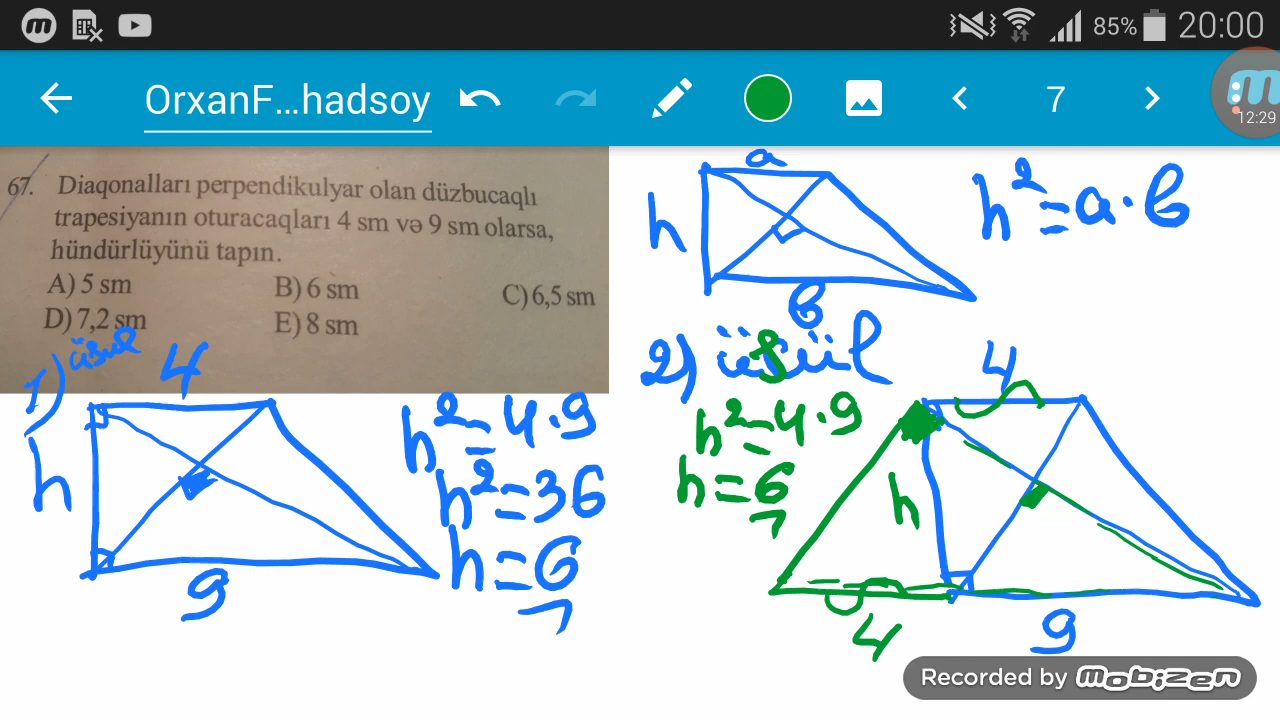 85% 20:00
OrxanF...hadsoy 7
12:29
67. Diaqonalları perpendikulyar olan düzbucaqlı
trapesiyanın oturacaqları 4 sm və 9 sm olarsa,
hündürlüyünü tapın.
A) 5 sm B) 6 sm C) 6,5 sm
D) 7,2 sm E) 8 sm
a
h
b
h²=a·b
1) üsul
4
h
9
h²=4·9
h²=36
h=6
2) üsül
h²=4·9
h=6
4
h
4
9
Recorded by mobizen